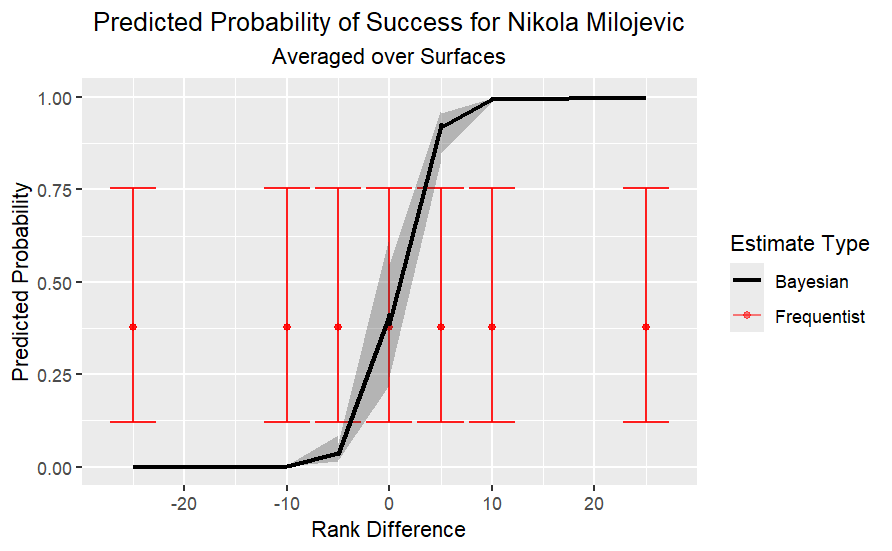 Predicted Probability of Success for Nikola Milojevic
Averaged over Surfaces
Predicted Probability
1.00
0.75
0.50
0.25
0.00
-20
-10
0
10
20
Rank Difference
Estimate Type
Bayesian
Frequentist